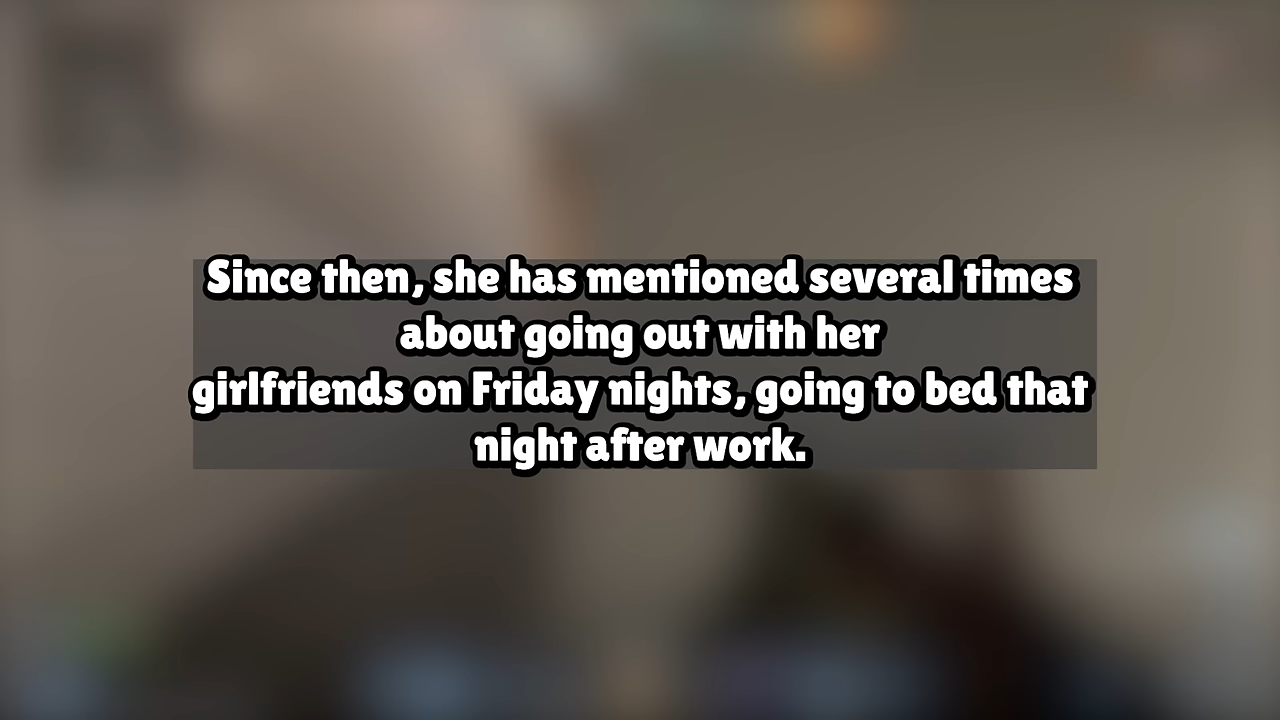 Since then, she has mentioned several times
about going out with her
girlfriends on Friday nights, going to bed that
night after work.